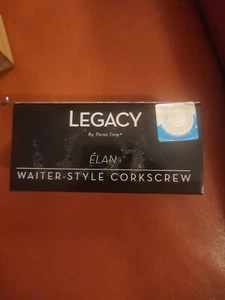 LEGACY
By Picnic Time®
ÉLAN
WAITER-STYLE CORKSCREW